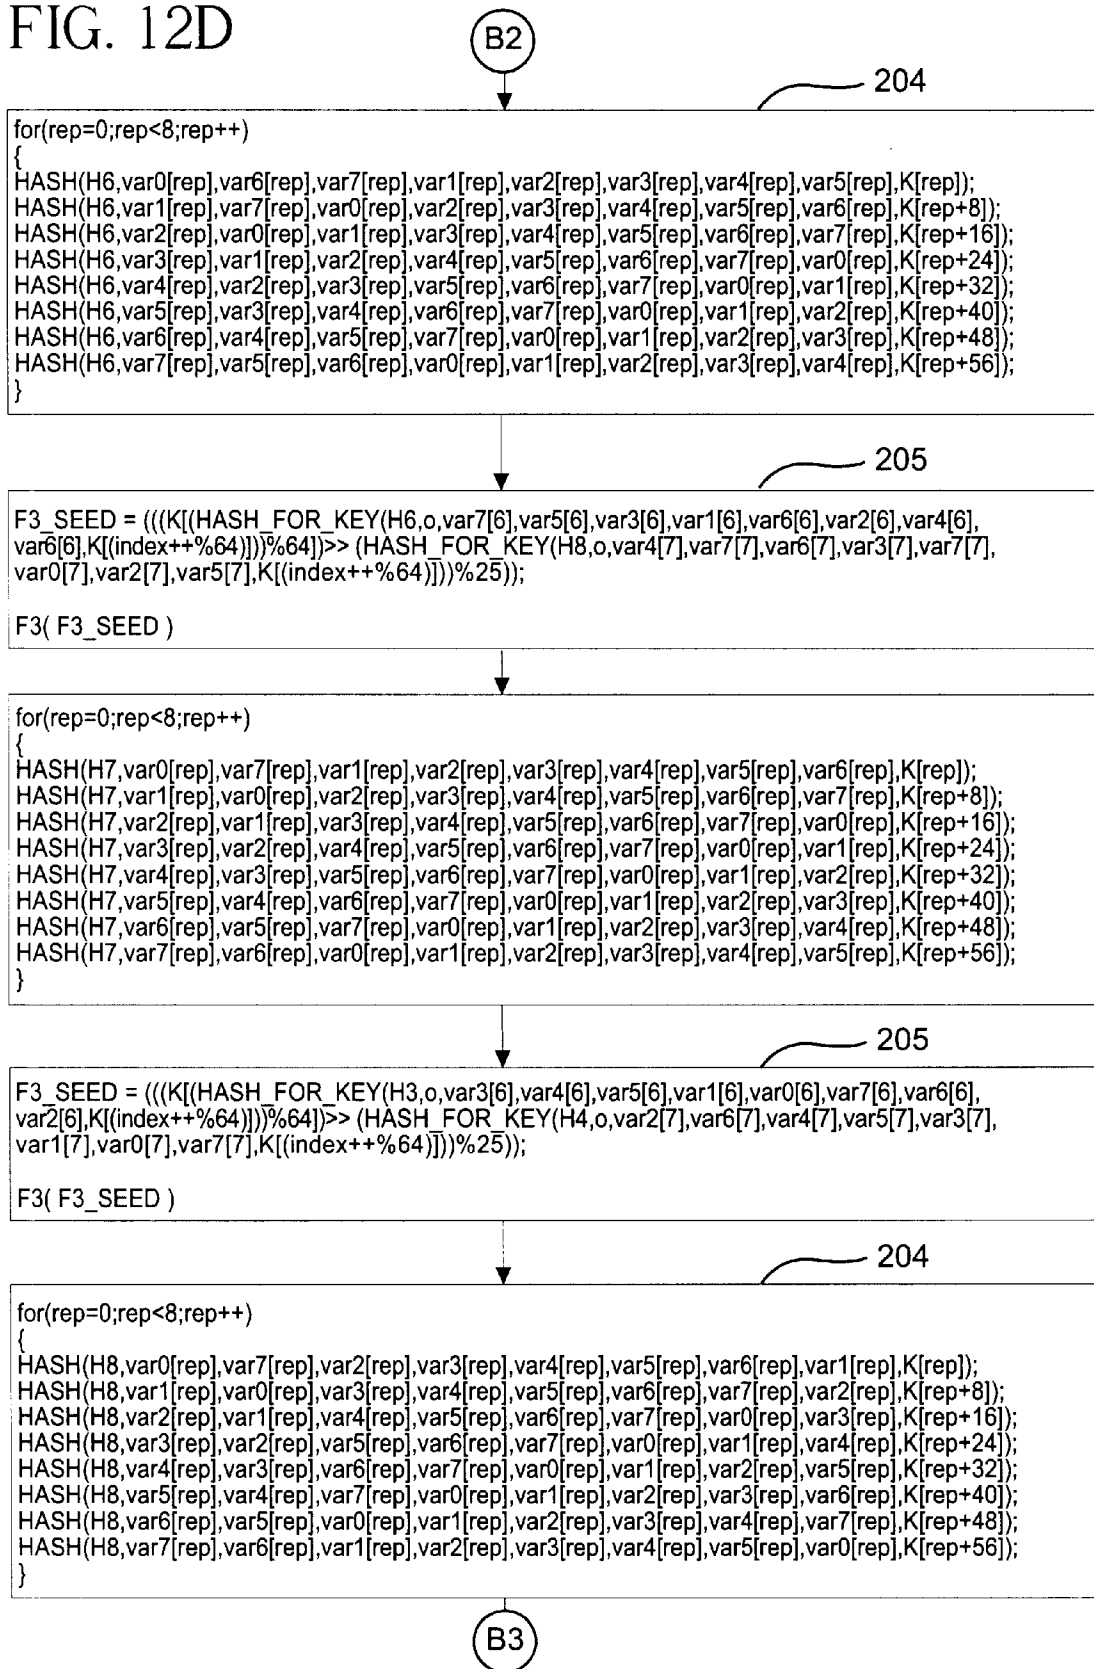 FIG. 12D
B2
204
for(rep=0;rep<8;rep++)
{
HASH(H6,var0[rep],var6[rep],var7[rep],var1[rep],var2[rep],var3[rep],var4[rep],var5[rep],K[rep]);
HASH(H6,var1[rep],var7[rep],var0[rep],var2[rep],var3[rep],var4[rep],var5[rep],var6[rep],K[rep+8]);
HASH(H6,var2[rep],var0[rep],var1[rep],var3[rep],var4[rep],var5[rep],var6[rep],var7[rep],K[rep+16]);
HASH(H6,var3[rep],var1[rep],var2[rep],var4[rep],var5[rep],var6[rep],var7[rep],var0[rep],K[rep+24]);
HASH(H6,var4[rep],var2[rep],var3[rep],var5[rep],var6[rep],var7[rep],var0[rep],var1[rep],K[rep+32]);
HASH(H6,var5[rep],var3[rep],var4[rep],var6[rep],var7[rep],var0[rep],var1[rep],var2[rep],K[rep+40]);
HASH(H6,var6[rep],var4[rep],var5[rep],var7[rep],var0[rep],var1[rep],var2[rep],var3[rep],K[rep+48]);
HASH(H6,var7[rep],var5[rep],var6[rep],var0[rep],var1[rep],var2[rep],var3[rep],var4[rep],K[rep+56]);
}
205
F3_SEED = (((K[(HASH_FOR_KEY(H6,o,var7[6],var5[6],var3[6],var1[6],var6[6],var2[6],var4[6],
var6[6],K[(index++%64)]))%64])>> (HASH_FOR_KEY(H8,o,var4[7],var7[7],var6[7],var3[7],var7[7],
var0[7],var2[7],var5[7],K[(index++%64)]))%25));
F3( F3_SEED )
for(rep=0;rep<8;rep++)
{
HASH(H7,var0[rep],var7[rep],var1[rep],var2[rep],var3[rep],var4[rep],var5[rep],var6[rep],K[rep]);
HASH(H7,var1[rep],var0[rep],var2[rep],var3[rep],var4[rep],var5[rep],var6[rep],var7[rep],K[rep+8]);
HASH(H7,var2[rep],var1[rep],var3[rep],var4[rep],var5[rep],var6[rep],var7[rep],var0[rep],K[rep+16]);
HASH(H7,var3[rep],var2[rep],var4[rep],var5[rep],var6[rep],var7[rep],var0[rep],var1[rep],K[rep+24]);
HASH(H7,var4[rep],var3[rep],var5[rep],var6[rep],var7[rep],var0[rep],var1[rep],var2[rep],K[rep+32]);
HASH(H7,var5[rep],var4[rep],var6[rep],var7[rep],var0[rep],var1[rep],var2[rep],var3[rep],K[rep+40]);
HASH(H7,var6[rep],var5[rep],var7[rep],var0[rep],var1[rep],var2[rep],var3[rep],var4[rep],K[rep+48]);
HASH(H7,var7[rep],var6[rep],var0[rep],var1[rep],var2[rep],var3[rep],var4[rep],var5[rep],K[rep+56]);
}
205
F3_SEED = (((K[(HASH_FOR_KEY(H3,o,var3[6],var4[6],var5[6],var1[6],var0[6],var7[6],var6[6],
var2[6],K[(index++%64)]))%64])>> (HASH_FOR_KEY(H4,o,var2[7],var6[7],var4[7],var5[7],var3[7],
var1[7],var0[7],var7[7],K[(index++%64)]))%25));
F3( F3_SEED )
204
for(rep=0;rep<8;rep++)
{
HASH(H8,var0[rep],var7[rep],var2[rep],var3[rep],var4[rep],var5[rep],var6[rep],var1[rep],K[rep]);
HASH(H8,var1[rep],var0[rep],var3[rep],var4[rep],var5[rep],var6[rep],var7[rep],var2[rep],K[rep+8]);
HASH(H8,var2[rep],var1[rep],var4[rep],var5[rep],var6[rep],var7[rep],var0[rep],var3[rep],K[rep+16]);
HASH(H8,var3[rep],var2[rep],var5[rep],var6[rep],var7[rep],var0[rep],var1[rep],var4[rep],K[rep+24]);
HASH(H8,var4[rep],var3[rep],var6[rep],var7[rep],var0[rep],var1[rep],var2[rep],var5[rep],K[rep+32]);
HASH(H8,var5[rep],var4[rep],var7[rep],var0[rep],var1[rep],var2[rep],var3[rep],var6[rep],K[rep+40]);
HASH(H8,var6[rep],var5[rep],var0[rep],var1[rep],var2[rep],var3[rep],var4[rep],var7[rep],K[rep+48]);
HASH(H8,var7[rep],var6[rep],var1[rep],var2[rep],var3[rep],var4[rep],var5[rep],var0[rep],K[rep+56]);
}
B3